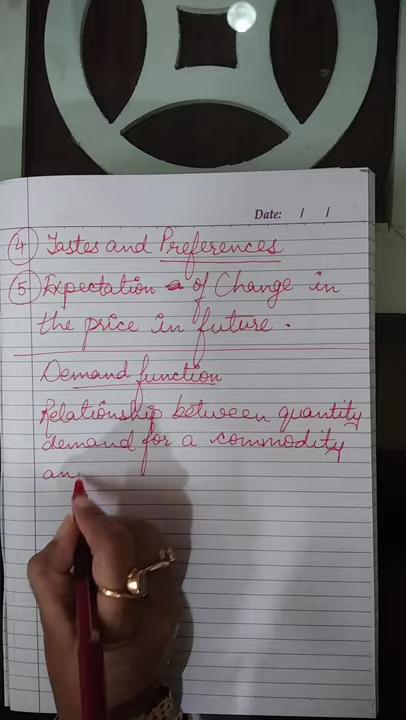 Date: / /
④ Tastes and Preferences
⑤ Expectation of Change in
the price in future.
Demand function
Relationship between quantity
demand for a commodity
an